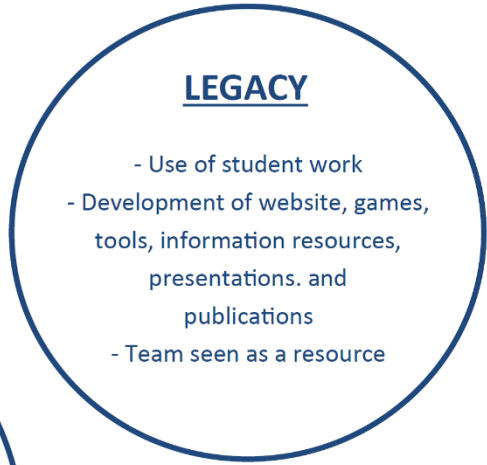 LEGACY
- Use of student work
- Development of website, games,
tools, information resources,
presentations. and
publications
- Team seen as a resource